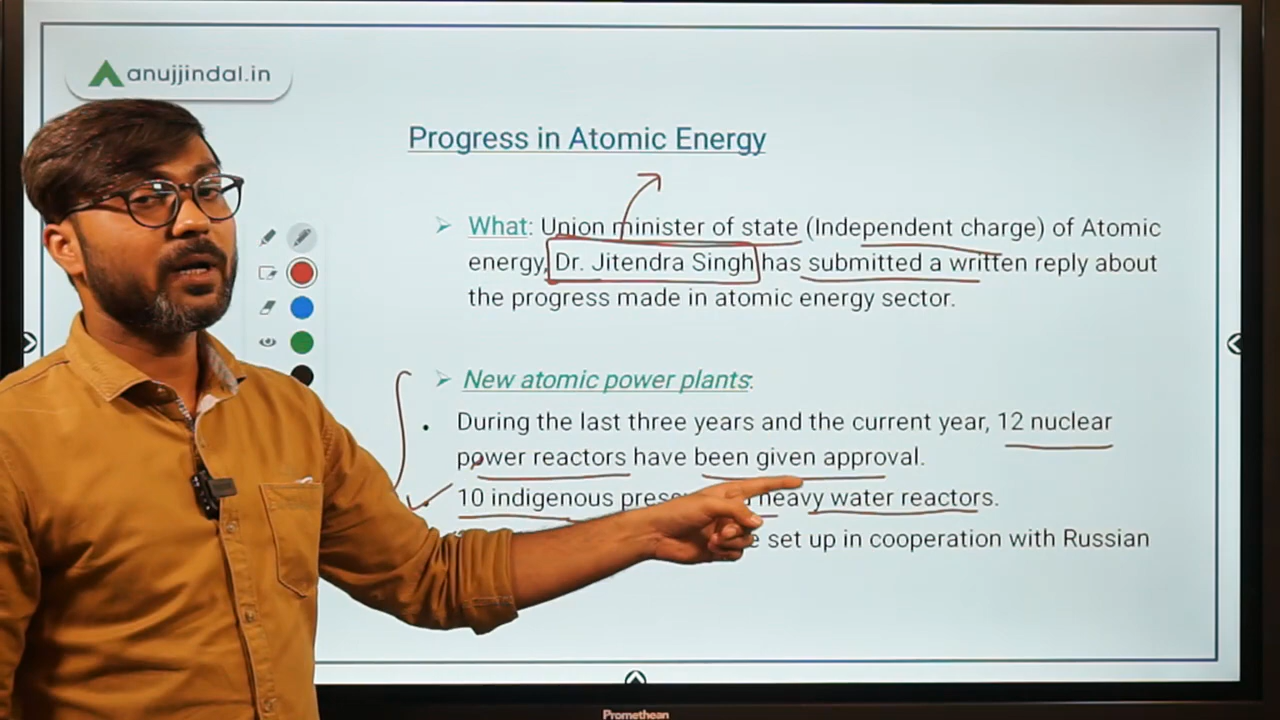 anujjindal.in
Progress in Atomic Energy
➢ What: Union minister of state (Independent charge) of Atomic
energy, Dr. Jitendra Singh has submitted a written reply about
the progress made in atomic energy sector.
➢ New atomic power plants:
• During the last three years and the current year, 12 nuclear
power reactors have been given approval.
10 indigenous heavy water reactors.
set up in cooperation with Russian
Promethean